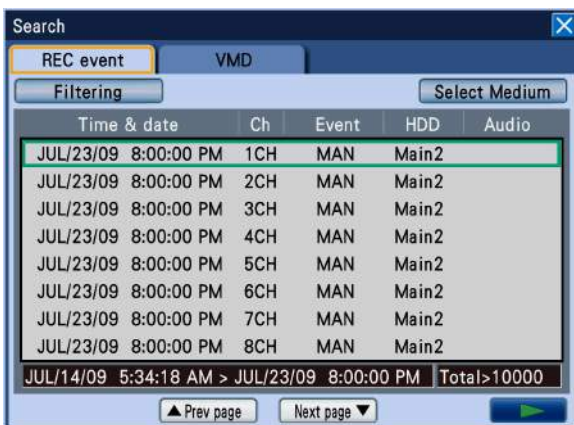 Search
REC event VMD
Filtering Select Medium
Time & date Ch Event HDD Audio
JUL/23/09 8:00:00 PM 1CH MAN Main2
JUL/23/09 8:00:00 PM 2CH MAN Main2
JUL/23/09 8:00:00 PM 3CH MAN Main2
JUL/23/09 8:00:00 PM 4CH MAN Main2
JUL/23/09 8:00:00 PM 5CH MAN Main2
JUL/23/09 8:00:00 PM 6CH MAN Main2
JUL/23/09 8:00:00 PM 7CH MAN Main2
JUL/23/09 8:00:00 PM 8CH MAN Main2
JUL/14/09 5:34:18 AM > JUL/23/09 8:00:00 PM Total>10000
▲ Prev page Next page ▼